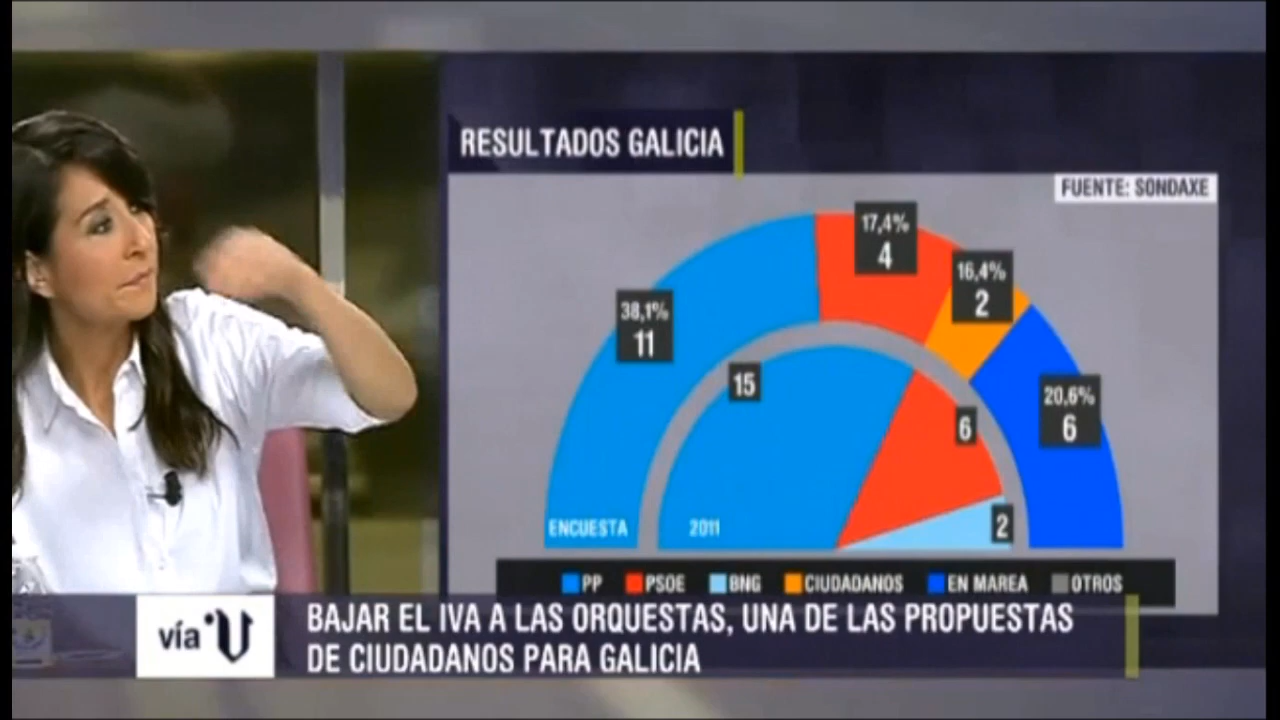 RESULTADOS GALICIA
FUENTE: SONDAXE
17,4%
4
16,4%
2
38,1%
11
15
20,6%
6
6
2
ENCUESTA
2011
PP PSOE BNG CIUDADANOS EN MAREA OTROS
vía U
BAJAR EL IVA A LAS ORQUESTAS, UNA DE LAS PROPUESTAS
DE CIUDADANOS PARA GALICIA